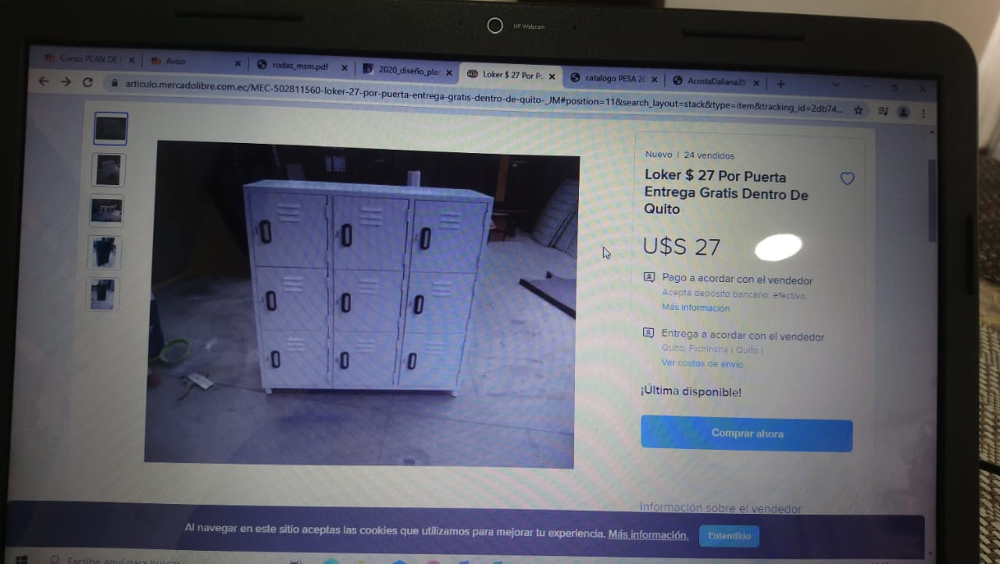 HP Webcam
Curso: PLAN DE
Aviso
rodas_msm.pdf
2020_diseño_plan
Loker $ 27 Por Pu
catalogo PESA 20
AcostaDaliana20
articulo.mercadolibre.com.ec/MEC-502811560-loker-27-por-puerta-entrega-gratis-dentro-de-quito-_JM#position=11&search_layout=stack&type=item&tracking_id=2db74...
Nuevo | 24 vendidos
Loker $ 27 Por Puerta
Entrega Gratis Dentro De
Quito
U$S 27
Pago a acordar con el vendedor
Acepta depósito bancario, efectivo.
Más información
Entrega a acordar con el vendedor
Quito, Pichincha ( Quito )
Ver costos de envío
¡Última disponible!
Comprar ahora
Información sobre el vendedor
Al navegar en este sitio aceptas las cookies que utilizamos para mejorar tu experiencia. Más información.
Entendido
Escribe aquí para buscar